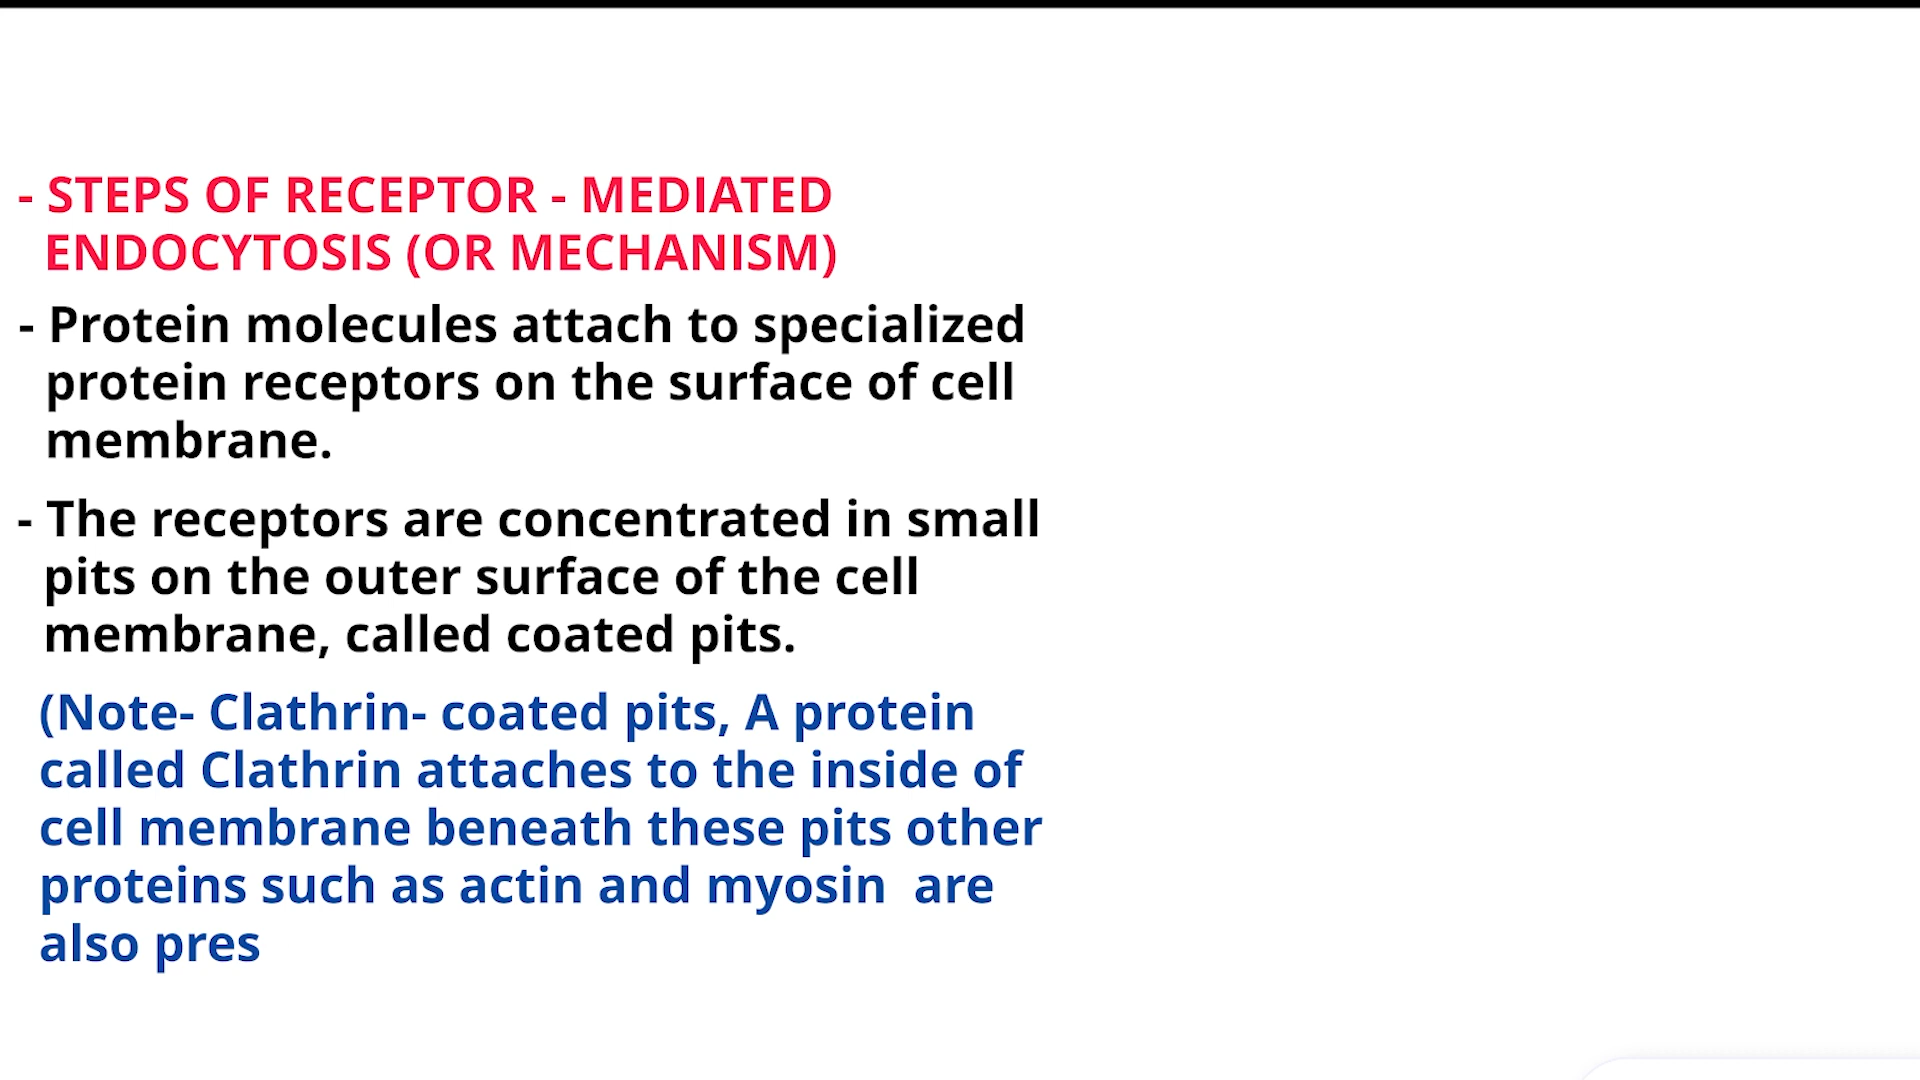 - STEPS OF RECEPTOR - MEDIATED
ENDOCYTOSIS (OR MECHANISM)
- Protein molecules attach to specialized
protein receptors on the surface of cell
membrane.
- The receptors are concentrated in small
pits on the outer surface of the cell
membrane, called coated pits.
(Note- Clathrin- coated pits, A protein
called Clathrin attaches to the inside of
cell membrane beneath these pits other
proteins such as actin and myosin  are
also pres